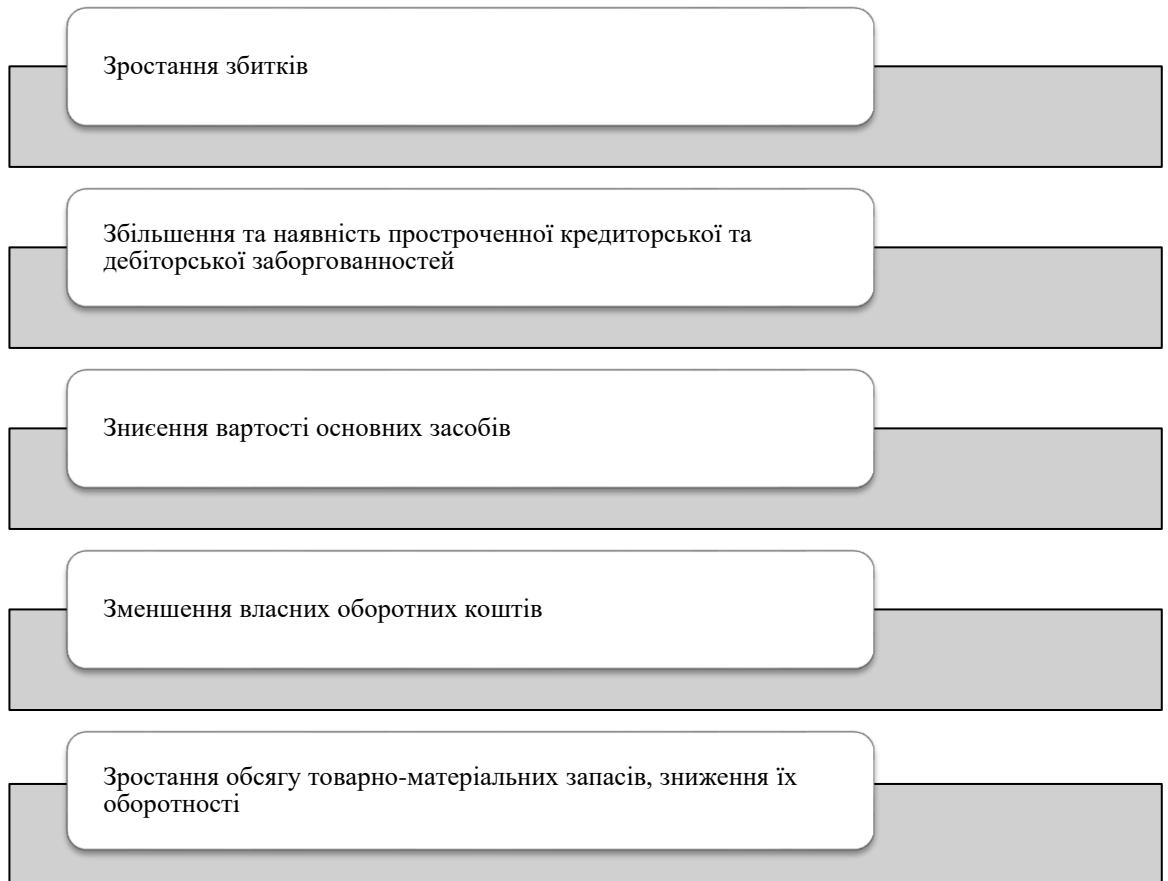 Зростання збитків
Збільшення та наявність простроченної кредиторської та
дебіторської заборгованностей
Зниєення вартості основних засобів
Зменшення власних оборотних коштів
Зростання обсягу товарно-матеріальних запасів, зниження їх
оборотності